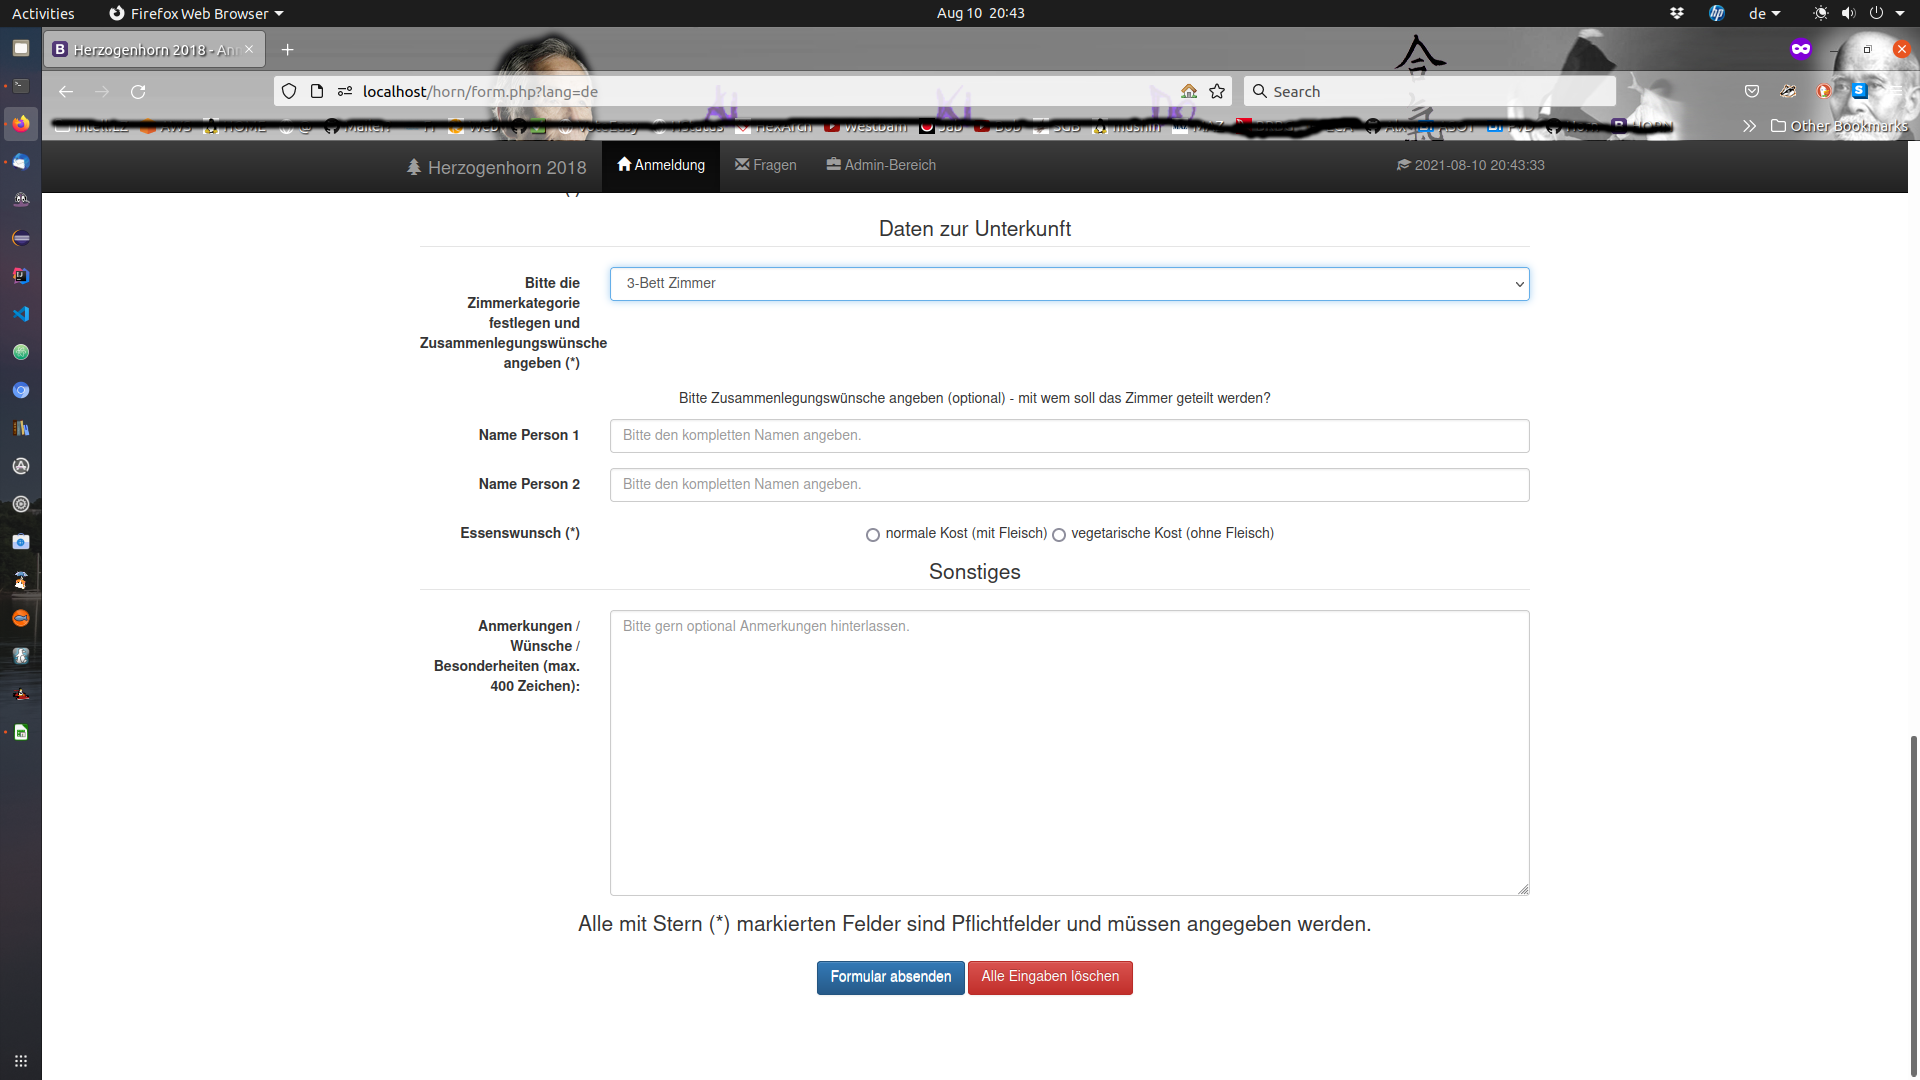 Activities
Firefox Web Browser
Aug 10 20:43
de
Herzogenhorn 2018 - An
localhost/horn/form.php?lang=de
Search
Other Bookmarks
Herzogenhorn 2018
Anmeldung
Fragen
Admin-Bereich
2021-08-10 20:43:33
Daten zur Unterkunft
Bitte die
Zimmerkategorie
festlegen und
Zusammenlegungswünsche
angeben (*)
3-Bett Zimmer
Bitte Zusammenlegungswünsche angeben (optional) - mit wem soll das Zimmer geteilt werden?
Name Person 1
Bitte den kompletten Namen angeben.
Name Person 2
Bitte den kompletten Namen angeben.
Essenswunsch (*)
normale Kost (mit Fleisch)
vegetarische Kost (ohne Fleisch)
Sonstiges
Anmerkungen /
Wünsche /
Besonderheiten (max.
400 Zeichen):
Bitte gern optional Anmerkungen hinterlassen.
Alle mit Stern (*) markierten Felder sind Pflichtfelder und müssen angegeben werden.
Formular absenden
Alle Eingaben löschen